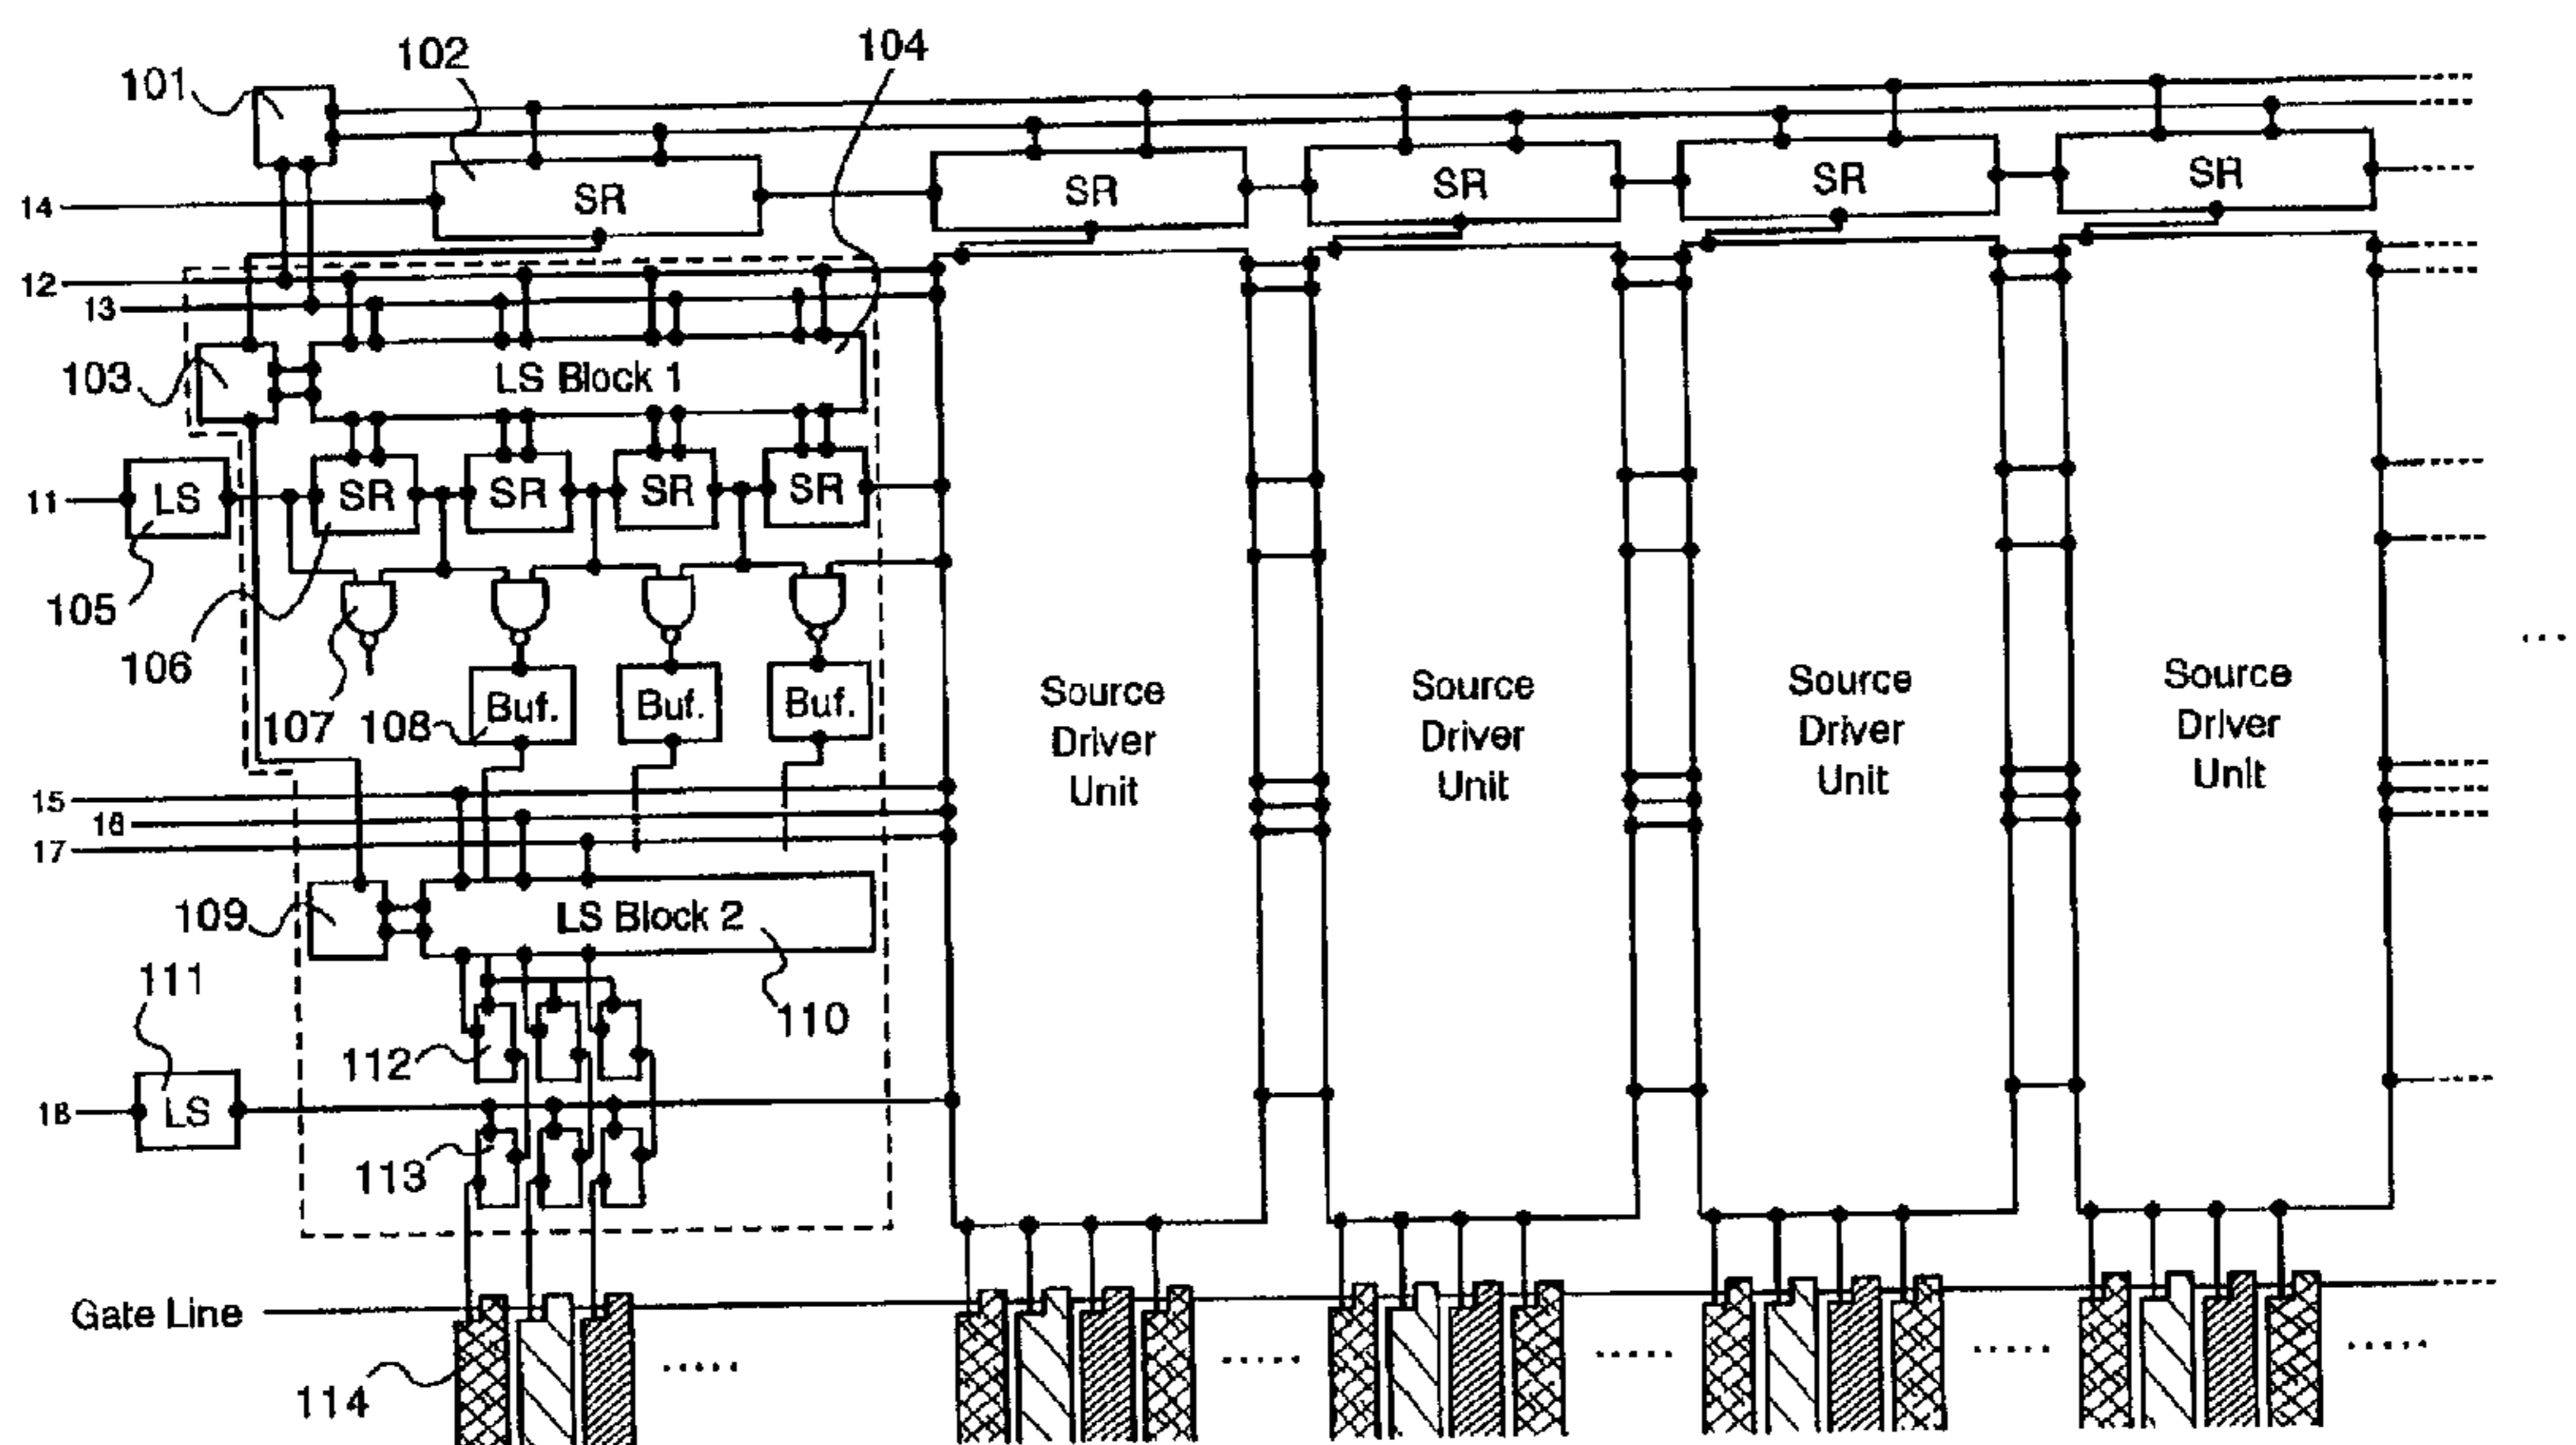 104
102
101
SR SR SR SR SR
14
12
13
103
LS Block 1
11
LS
SR SR SR SR
105
106
107
108
Buf. Buf. Buf.
Source Driver Unit
Source Driver Unit
Source Driver Unit
Source Driver Unit
.....
15
16
17
109
LS Block 2
110
111
112
18
LS
113
Gate Line
114